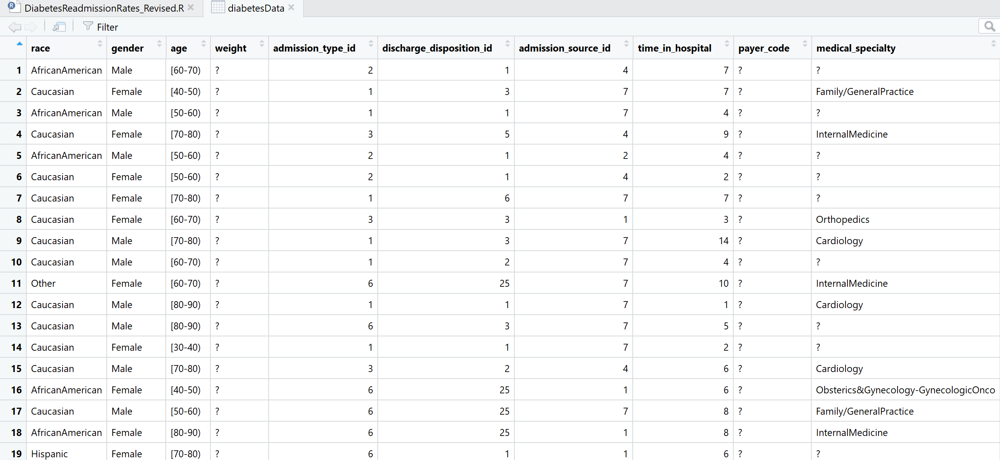 R DiabetesReadmissionRates_Revised.R diabetesData
Filter
race gender age weight admission_type_id discharge_disposition_id admission_source_id time_in_hospital payer_code medical_specialty
1 AfricanAmerican Male [60-70) ? 2 1 4 7 ? ?
2 Caucasian Female [40-50) ? 1 3 7 7 ? Family/GeneralPractice
3 AfricanAmerican Male [50-60) ? 1 1 7 4 ? ?
4 Caucasian Female [70-80) ? 3 5 4 9 ? InternalMedicine
5 AfricanAmerican Male [50-60) ? 2 1 2 4 ? ?
6 Caucasian Female [50-60) ? 2 1 4 2 ? ?
7 Caucasian Female [70-80) ? 1 6 7 7 ? ?
8 Caucasian Female [60-70) ? 3 3 1 3 ? Orthopedics
9 Caucasian Male [70-80) ? 1 3 7 14 ? Cardiology
10 Caucasian Male [60-70) ? 1 2 7 4 ? ?
11 Other Female [60-70) ? 6 25 7 10 ? InternalMedicine
12 Caucasian Male [80-90) ? 1 1 7 1 ? Cardiology
13 Caucasian Male [80-90) ? 6 3 7 5 ? ?
14 Caucasian Female [30-40) ? 1 1 7 2 ? ?
15 Caucasian Male [70-80) ? 3 2 4 6 ? Cardiology
16 AfricanAmerican Female [40-50) ? 6 25 1 6 ? Obsterics&Gynecology-GynecologicOnco
17 Caucasian Male [50-60) ? 6 25 7 8 ? Family/GeneralPractice
18 AfricanAmerican Female [80-90) ? 6 25 1 8 ? InternalMedicine
19 Hispanic Female [70-80) ? 6 1 1 6 ? ?